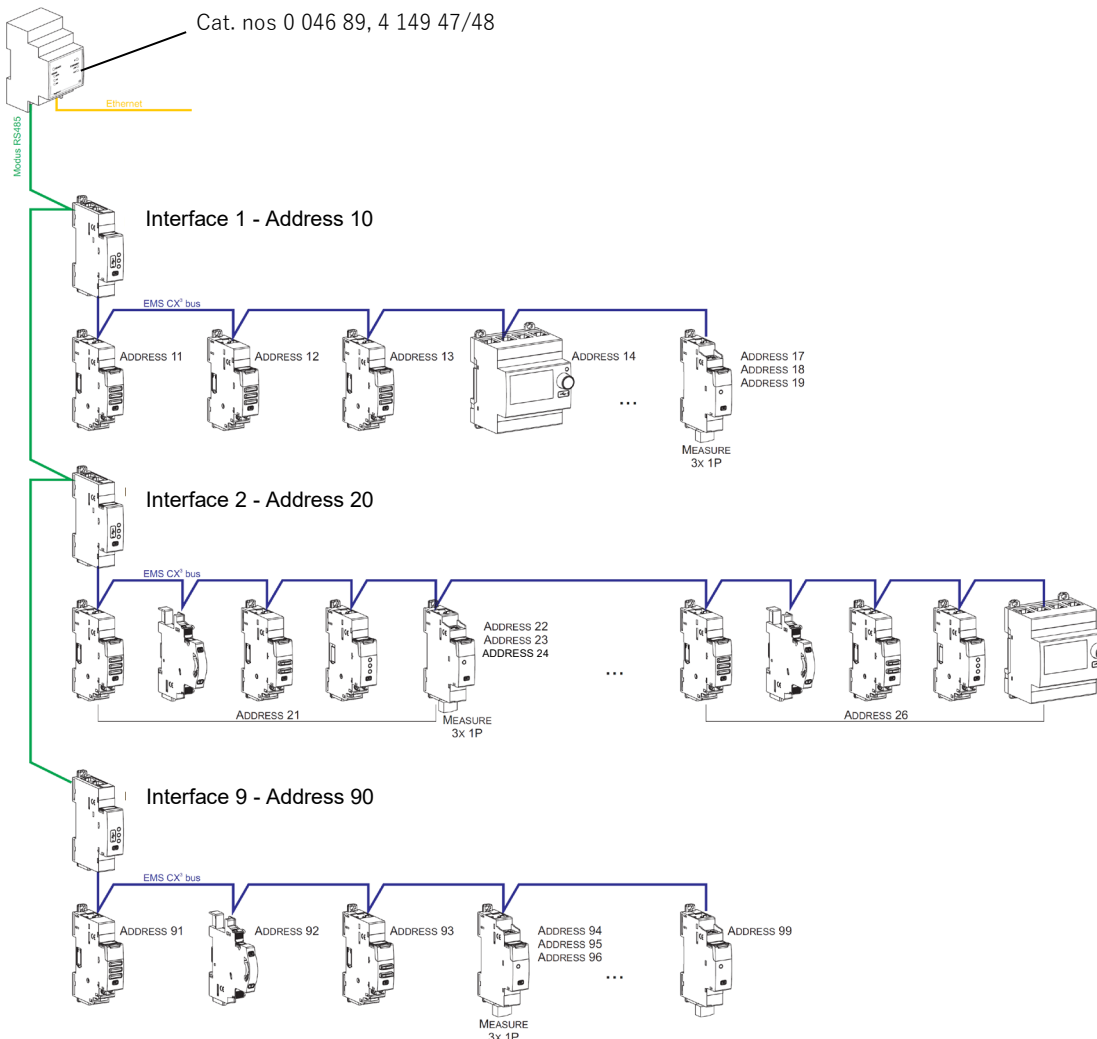 Cat. nos 0 046 89, 4 149 47/48
Ethernet
Modus RS485
Interface 1 - Address 10
EMS CX³ bus
ADDRESS 11
ADDRESS 12
ADDRESS 13
ADDRESS 14
ADDRESS 17
ADDRESS 18
ADDRESS 19
...
MEASURE
3X 1P
Interface 2 - Address 20
EMS CX³ bus
ADDRESS 22
ADDRESS 23
ADDRESS 24
...
ADDRESS 21
ADDRESS 26
MEASURE
3X 1P
Interface 9 - Address 90
EMS CX³ bus
ADDRESS 91
ADDRESS 92
ADDRESS 93
ADDRESS 94
ADDRESS 95
ADDRESS 96
ADDRESS 99
...
MEASURE
3X 1P